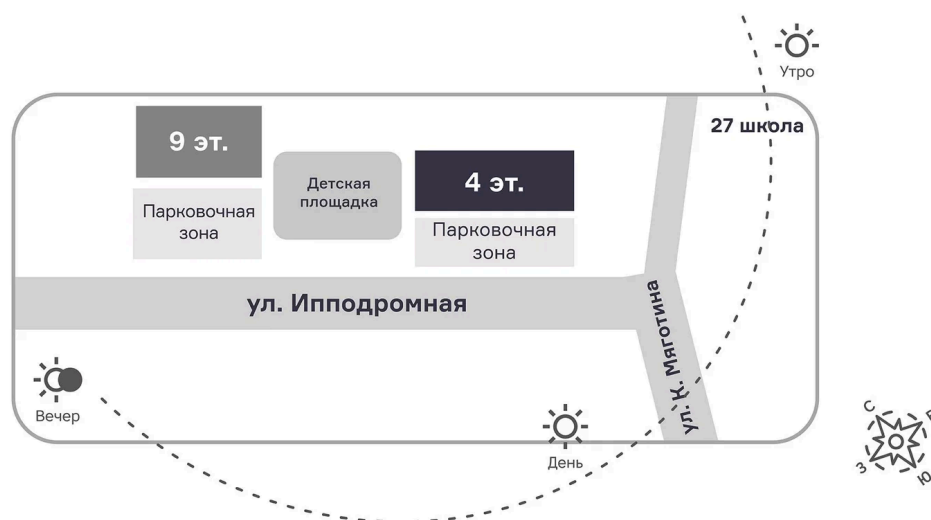 Утро
27 школа
9 эт.
Детская
площадка
4 эт.
Парковочная
зона
Парковочная
зона
ул. Ипподромная
ул. К. Мяготина
Вечер
День
С
З
Ю